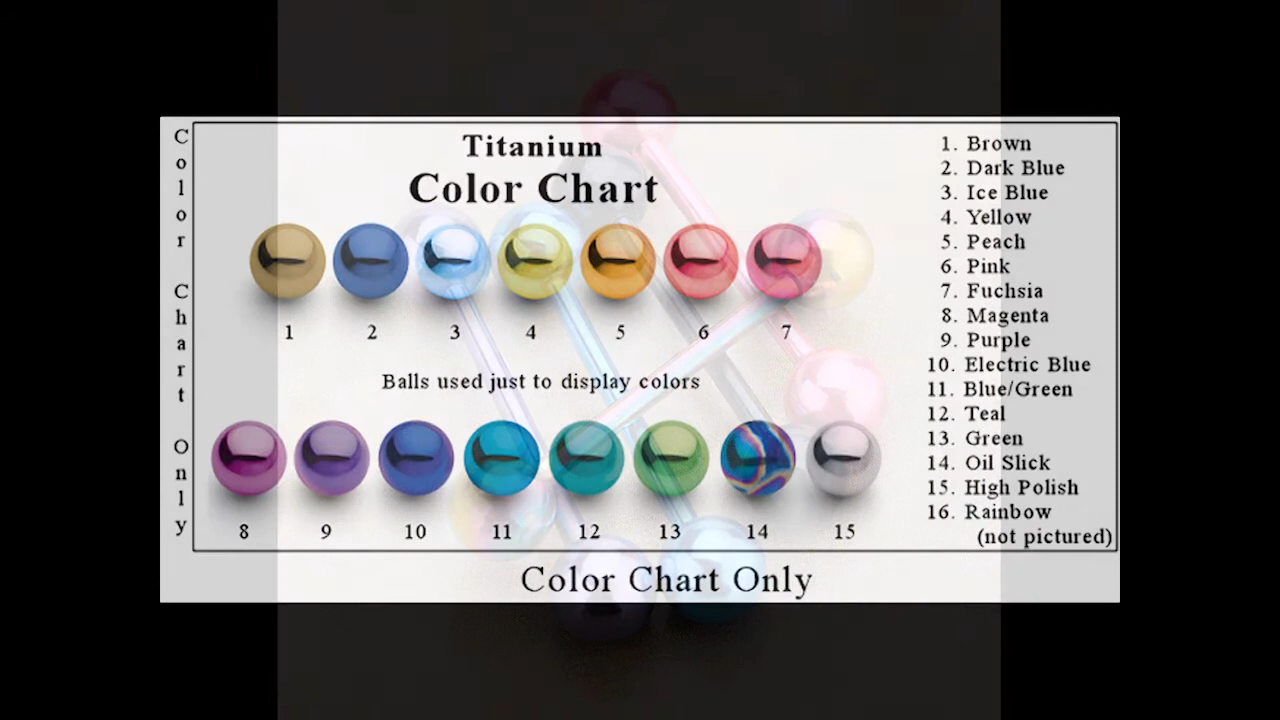 Color Chart Only
Titanium
Color Chart
1 2 3 4 5 6 7
Balls used just to display colors
8 9 10 11 12 13 14 15
1. Brown
2. Dark Blue
3. Ice Blue
4. Yellow
5. Peach
6. Pink
7. Fuchsia
8. Magenta
9. Purple
10. Electric Blue
11. Blue/Green
12. Teal
13. Green
14. Oil Slick
15. High Polish
16. Rainbow
(not pictured)
Color Chart Only